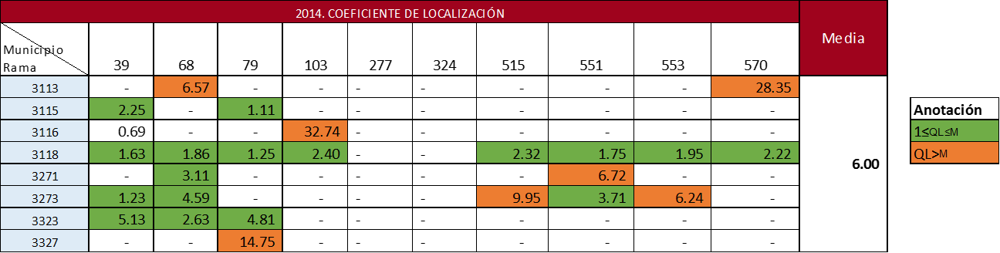 2014. COEFICIENTE DE LOCALIZACIÓN
Media
Municipio
Rama 39 68 79 103 277 324 515 551 553 570
3113 - 6.57 - - - - - - - 28.35
3115 2.25 - 1.11 - - - - - - -
3116 0.69 - - 32.74 - - - - - -
3118 1.63 1.86 1.25 2.40 - - 2.32 1.75 1.95 2.22
3271 - 3.11 - - - - - 6.72 - -
3273 1.23 4.59 - - - - 9.95 3.71 6.24 -
3323 5.13 2.63 4.81 - - - - - - -
3327 - - 14.75 - - - - - - -
6.00
Anotación
1≤QL≤M
QL>M